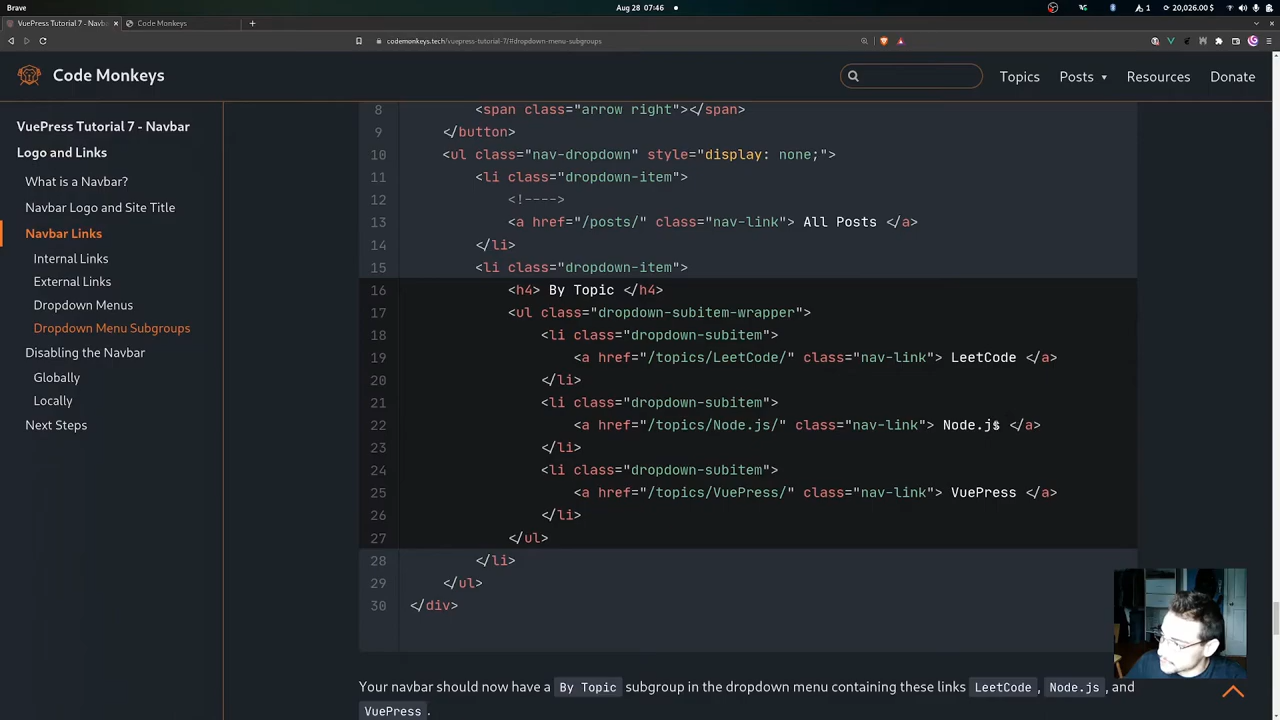 Brave
Aug 28 07:46
1
20,026.00 $
VuePress Tutorial 7 - Navba
Code Monkeys
codemonkeys.tech/vuepress-tutorial-7/#dropdown-menu-subgroups
Code Monkeys
Topics
Posts
Resources
Donate
VuePress Tutorial 7 - Navbar
Logo and Links
What is a Navbar?
Navbar Logo and Site Title
Navbar Links
Internal Links
External Links
Dropdown Menus
Dropdown Menu Subgroups
Disabling the Navbar
Globally
Locally
Next Steps
8 <span class="arrow right"></span>
9 </button>
10 <ul class="nav-dropdown" style="display: none;">
11 <li class="dropdown-item">
12 <!---->
13 <a href="/posts/" class="nav-link"> All Posts </a>
14 </li>
15 <li class="dropdown-item">
16 <h4> By Topic </h4>
17 <ul class="dropdown-subitem-wrapper">
18 <li class="dropdown-subitem">
19 <a href="/topics/LeetCode/" class="nav-link"> LeetCode </a>
20 </li>
21 <li class="dropdown-subitem">
22 <a href="/topics/Node.js/" class="nav-link"> Node.js </a>
23 </li>
24 <li class="dropdown-subitem">
25 <a href="/topics/VuePress/" class="nav-link"> VuePress </a>
26 </li>
27 </ul>
28 </li>
29 </ul>
30 </div>
Your navbar should now have a By Topic subgroup in the dropdown menu containing these links LeetCode , Node.js , and
VuePress .